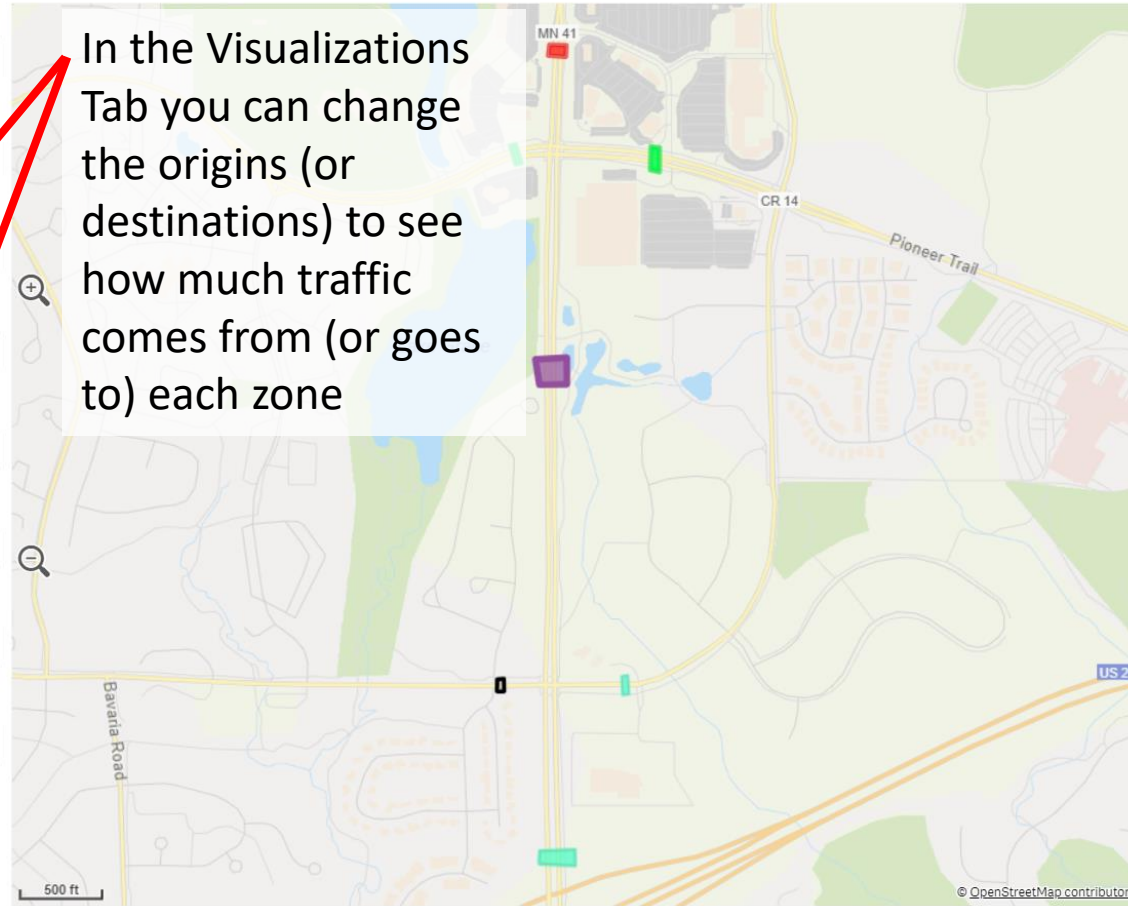 In the Visualizations
Tab you can change
the origins (or
destinations) to see
how much traffic
comes from (or goes
to) each zone
MN 41
CR 14
Pioneer Trail
US 2
Bavaria Road
500 ft
© OpenStreetMap contributor